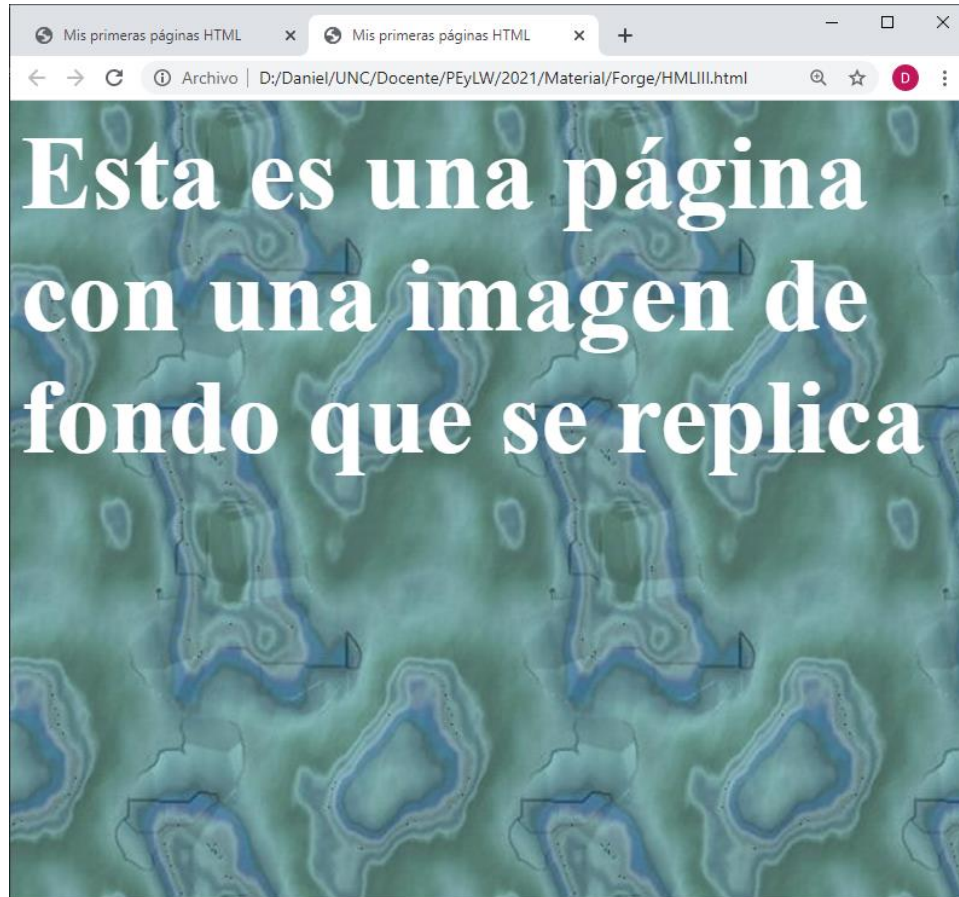 Mis primeras páginas HTML
Mis primeras páginas HTML
Archivo
D:/Daniel/UNC/Docente/PEyLW/2021/Material/Forge/HMLIII.html
D
Esta es una página
con una imagen de
fondo que se replica